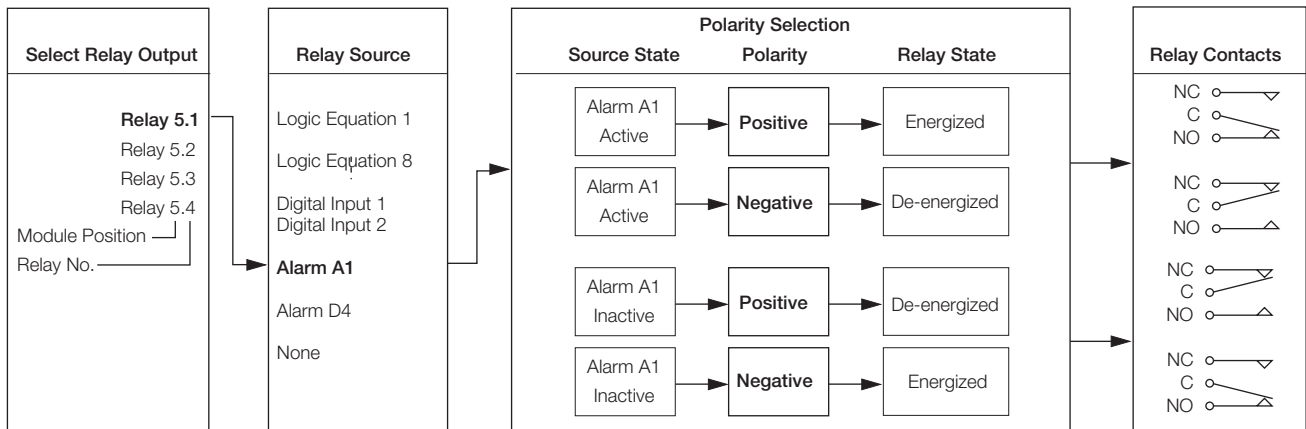 Select Relay Output
Relay 5.1
Relay 5.2
Relay 5.3
Relay 5.4
Module Position
Relay No.
Relay Source
Logic Equation 1
Logic Equation 8
Digital Input 1
Digital Input 2
Alarm A1
Alarm D4
None
Polarity Selection
Source State Polarity Relay State
Alarm A1
Active
Positive
Energized
Alarm A1
Active
Negative
De-energized
Alarm A1
Inactive
Positive
De-energized
Alarm A1
Inactive
Negative
Energized
Relay Contacts
NC
C
NO
NC
C
NO
NC
C
NO
NC
C
NO